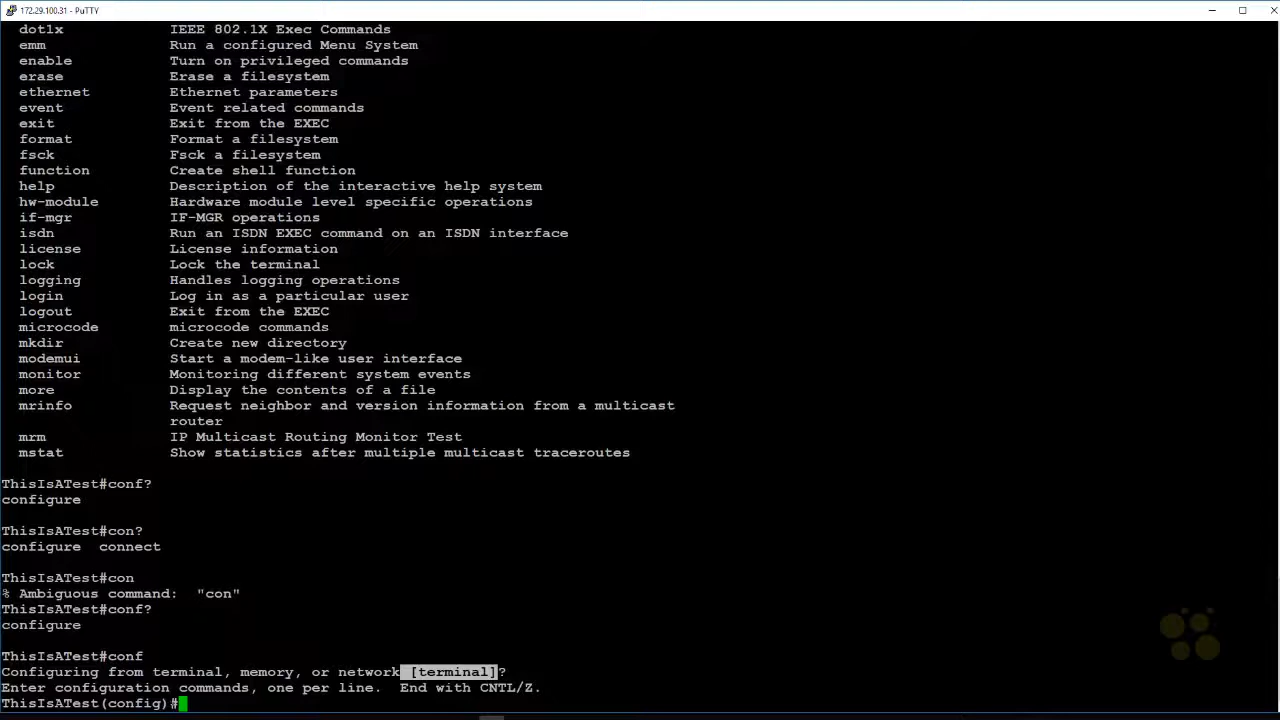 172.29.100.31 - PuTTY
dot1x IEEE 802.1X Exec Commands
emm Run a configured Menu System
enable Turn on privileged commands
erase Erase a filesystem
ethernet Ethernet parameters
event Event related commands
exit Exit from the EXEC
format Format a filesystem
fsck Fsck a filesystem
function Create shell function
help Description of the interactive help system
hw-module Hardware module level specific operations
if-mgr IF-MGR operations
isdn Run an ISDN EXEC command on an ISDN interface
license License information
lock Lock the terminal
logging Handles logging operations
login Log in as a particular user
logout Exit from the EXEC
microcode microcode commands
mkdir Create new directory
modemui Start a modem-like user interface
monitor Monitoring different system events
more Display the contents of a file
mrinfo Request neighbor and version information from a multicast
router
mrm IP Multicast Routing Monitor Test
mstat Show statistics after multiple multicast traceroutes
ThisIsATest#conf?
configure
ThisIsATest#con?
configure connect
ThisIsATest#con
% Ambiguous command: "con"
ThisIsATest#conf?
configure
ThisIsATest#conf
Configuring from terminal, memory, or network [terminal]?
Enter configuration commands, one per line. End with CNTL/Z.
ThisIsATest(config)#